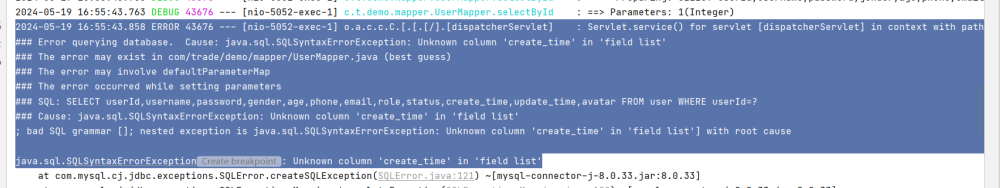 2024-05-19 16:55:43.763 DEBUG 43676 --- [nio-5052-exec-1] c.t.demo.mapper.UserMapper.selectById : ==> Parameters: 1(Integer)
2024-05-19 16:55:43.858 ERROR 43676 --- [nio-5052-exec-1] o.a.c.c.C.[.[.[/].[dispatcherServlet] : Servlet.service() for servlet [dispatcherServlet] in context with path
### Error querying database. Cause: java.sql.SQLSyntaxErrorException: Unknown column 'create_time' in 'field list'
### The error may exist in com/trade/demo/mapper/UserMapper.java (best guess)
### The error may involve defaultParameterMap
### The error occurred while setting parameters
### SQL: SELECT userId,username,password,gender,age,phone,email,role,status,create_time,update_time,avatar FROM user WHERE userId=?
### Cause: java.sql.SQLSyntaxErrorException: Unknown column 'create_time' in 'field list'
; bad SQL grammar []; nested exception is java.sql.SQLSyntaxErrorException: Unknown column 'create_time' in 'field list'] with root cause
java.sql.SQLSyntaxErrorException Create breakpoint : Unknown column 'create_time' in 'field list'
at com.mysql.cj.jdbc.exceptions.SQLError.createSQLException(SQLError.java:121) ~[mysql-connector-j-8.0.33.jar:8.0.33]